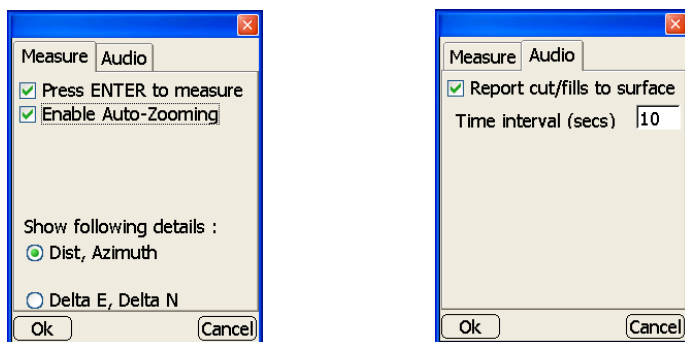 Measure Audio
Press ENTER to measure
Enable Auto-Zooming
Show following details :
Dist, Azimuth
Delta E, Delta N
Ok Cancel
Measure Audio
Report cut/fills to surface
Time interval (secs) 10
Ok Cancel